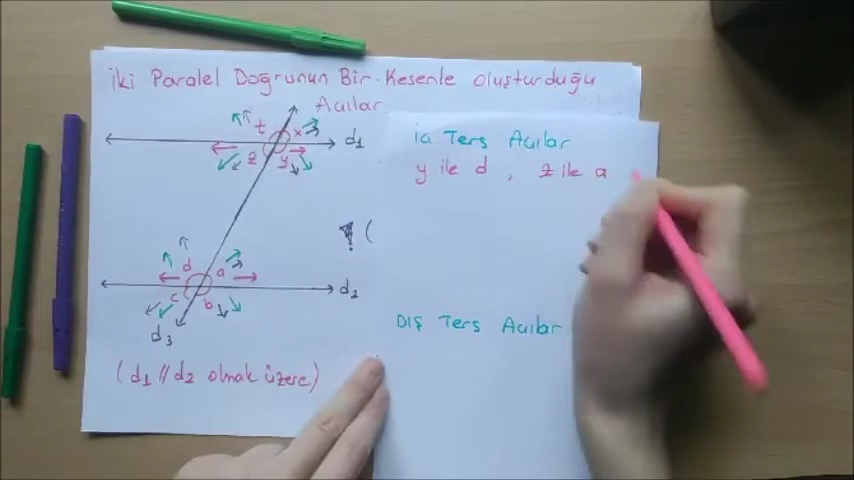 iki Paralel Doğrunun Bir Kesenle oluşturduğu
Açılar
t x d1
z y
d a
c b d2
d3
(d1 // d2 olmak üzere)
iç Ters Açılar
y ile d , z ile a
Dış Ters Açılar